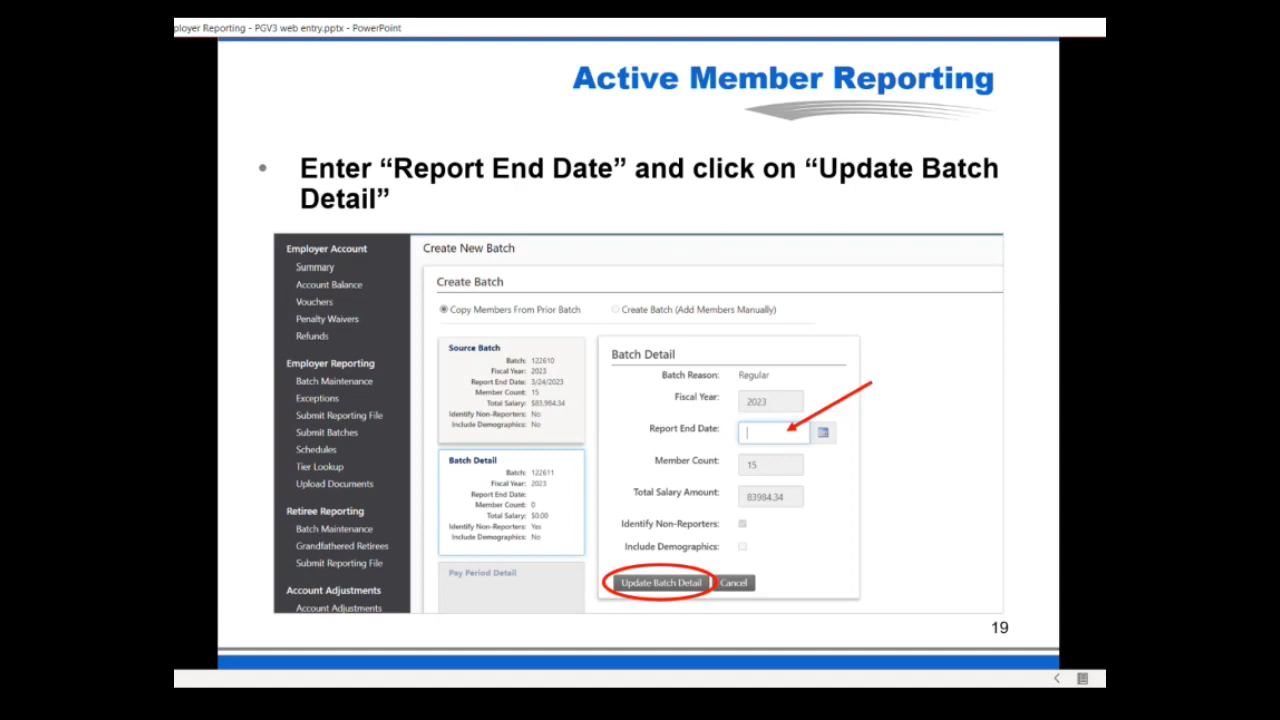 ployer Reporting - PGV3 web entry.pptx - PowerPoint
Active Member Reporting
• Enter “Report End Date” and click on “Update Batch
Detail”
Employer Account
Summary
Account Balance
Vouchers
Penalty Waivers
Refunds
Employer Reporting
Batch Maintenance
Exceptions
Submit Reporting File
Submit Batches
Schedules
Tier Lookup
Upload Documents
Retiree Reporting
Batch Maintenance
Grandfathered Retirees
Submit Reporting File
Account Adjustments
Account Adjustments
Create New Batch
Create Batch
Copy Members From Prior Batch Create Batch (Add Members Manually)
Source Batch
Batch: 122610
Fiscal Year: 2023
Report End Date: 3/24/2023
Member Count: 15
Total Salary: $83,984.34
Identify Non-Reporters: No
Include Demographics: No
Batch Detail
Batch: 122611
Fiscal Year: 2023
Report End Date:
Member Count: 0
Total Salary: $0.00
Identify Non-Reporters: Yes
Include Demographics: No
Pay Period Detail
Batch Detail
Batch Reason: Regular
Fiscal Year: 2023
Report End Date:
Member Count: 15
Total Salary Amount: 83984.34
Identify Non-Reporters:
Include Demographics:
Update Batch Detail Cancel
19